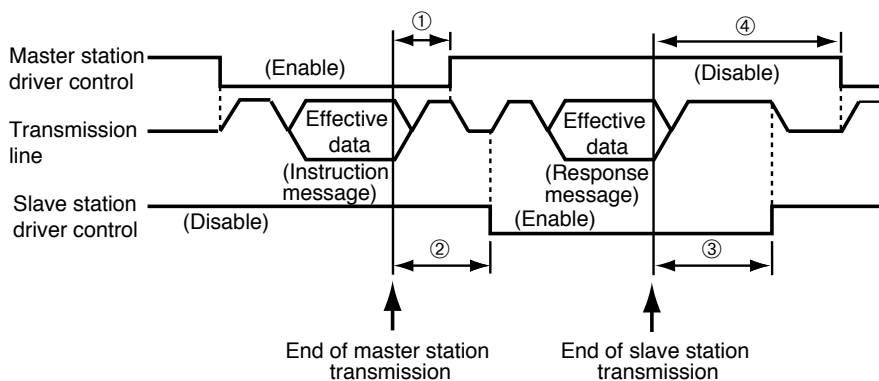 ①
④
Master station
driver control
(Enable)
(Disable)
Transmission
line
Effective
data
(Instruction
message)
Effective
data
(Response
message)
Slave station
driver control
(Disable)
(Enable)
②
③
End of master station
transmission
End of slave station
transmission